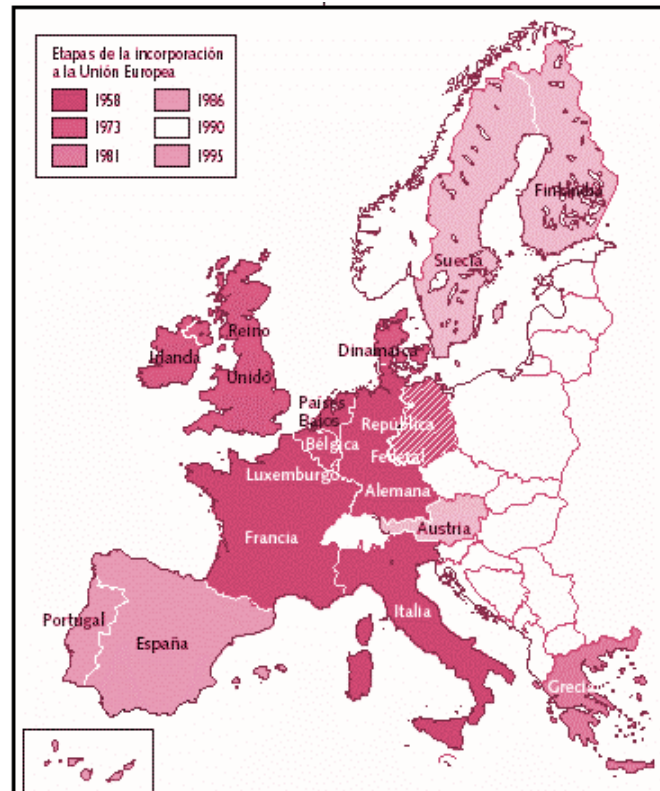 Etapas de la incorporación
a la Unión Europea
1958
1986
1973
1990
1981
1995
Finlandia
Suecia
Reino
Irlanda
Dinamarca
Unido
Países
Bajos
República
Bélgica
Federal
Luxemburgo
Alemana
Austria
Francia
Italia
Portugal
España
Grecia